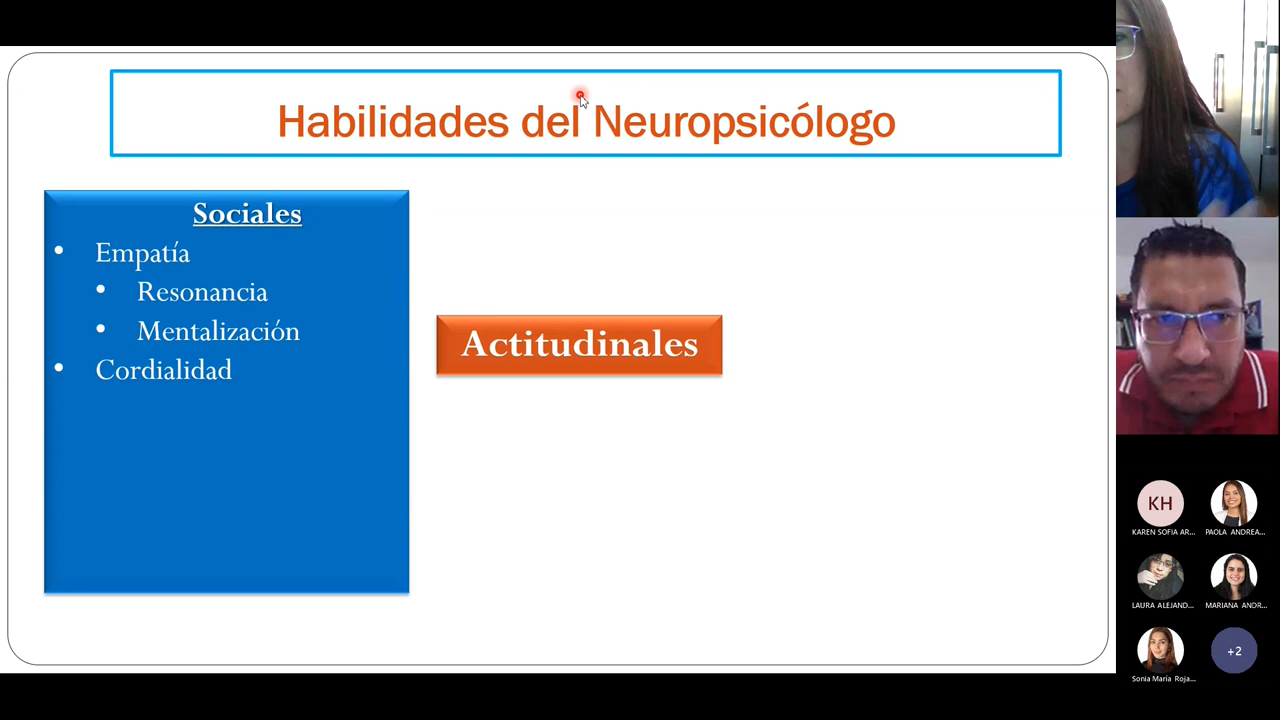 Habilidades del Neuropsicólogo
Sociales
• Empatía
• Resonancia
• Mentalización
• Cordialidad
Actitudinales
KH
KAREN SOFIA AR...
PAOLA ANDREA...
LAURA ALEJAND...
MARIANA ANDR...
Sonia María Roja...
+2